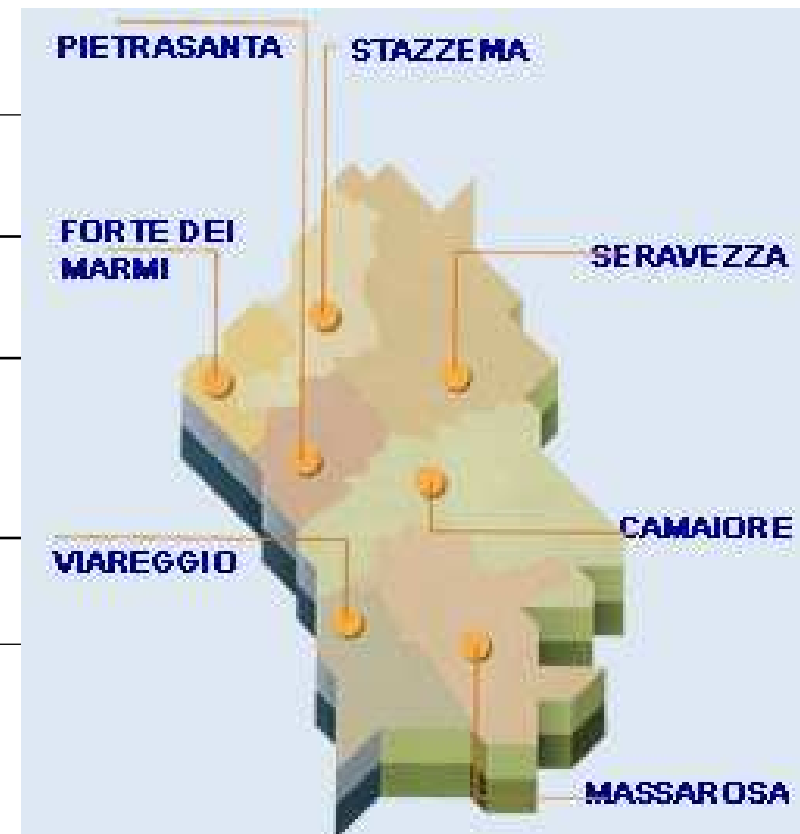 PIETRASANTA
STAZZEMA
FORTE DEI
MARMI
SERAVEZZA
CAMAIORE
VIAREGGIO
MASSAROSA